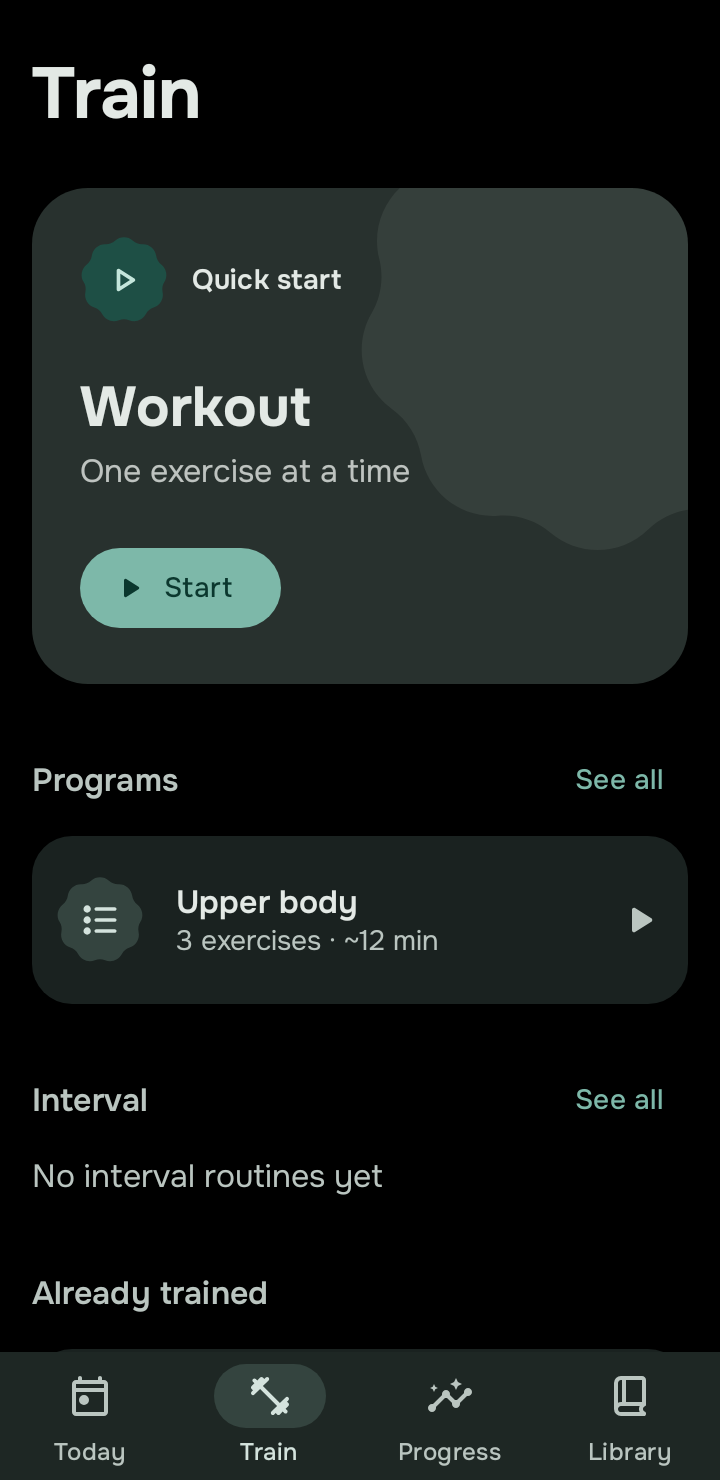 Train
Quick start
Workout
One exercise at a time
Start
Programs
See all
Upper body
3 exercises · ~12 min
Interval
See all
No interval routines yet
Already trained
Today
Train
Progress
Library